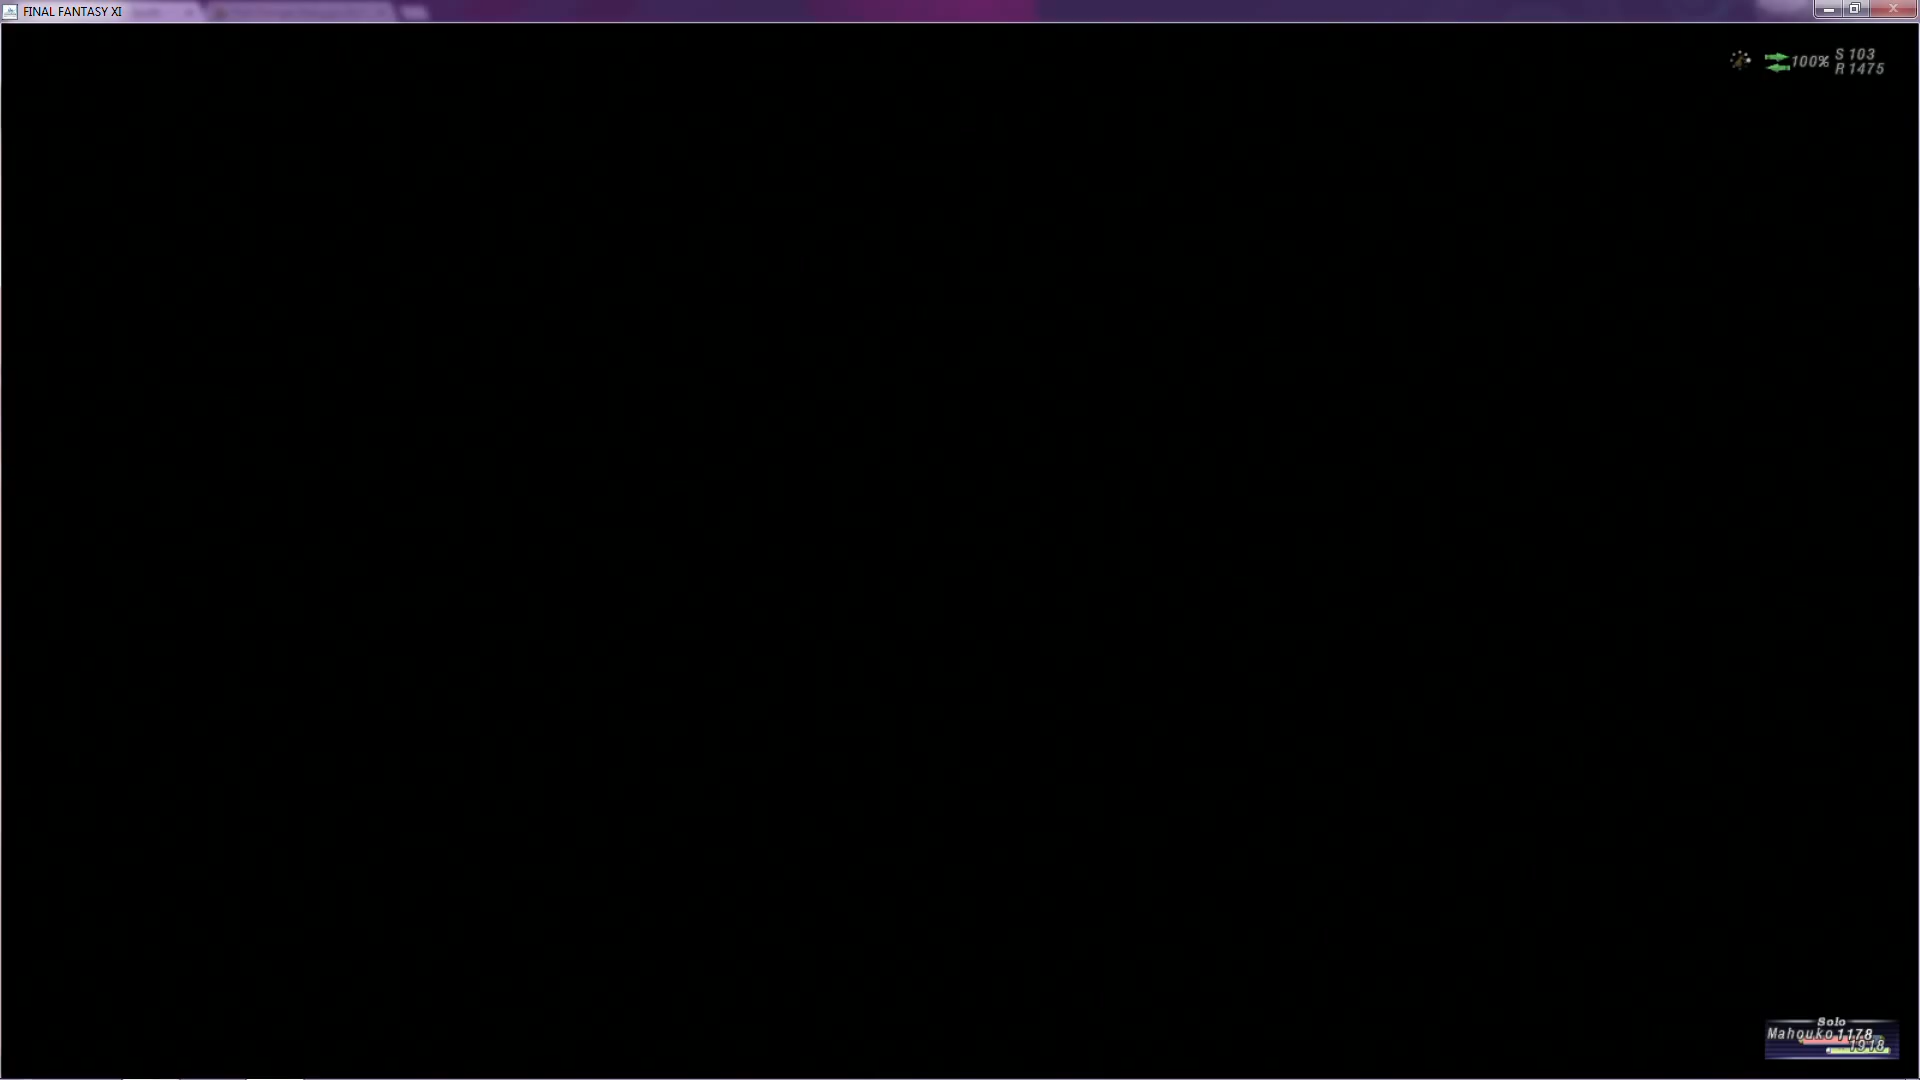 FINAL FANTASY XI
100% S 103
R 1475
Solo
Mahouko 1178
1918